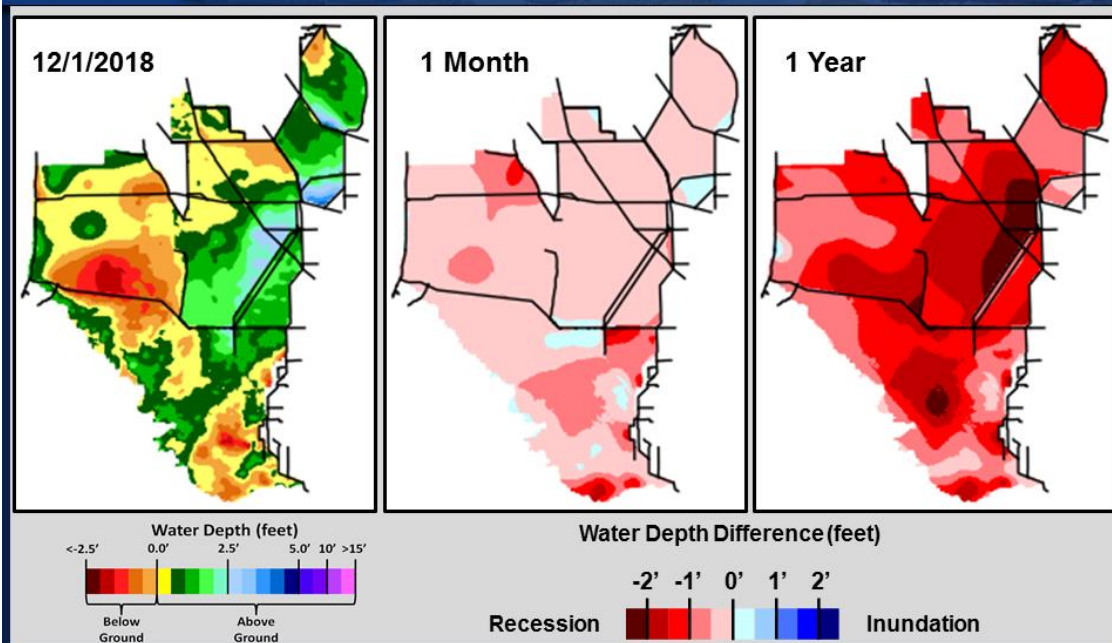 12/1/2018
1 Month
1 Year
Water Depth (feet)
<-2.5' 0.0' 2.5' 5.0' 10' >15'
Below Ground
Above Ground
Water Depth Difference (feet)
-2' -1' 0' 1' 2'
Recession
Inundation